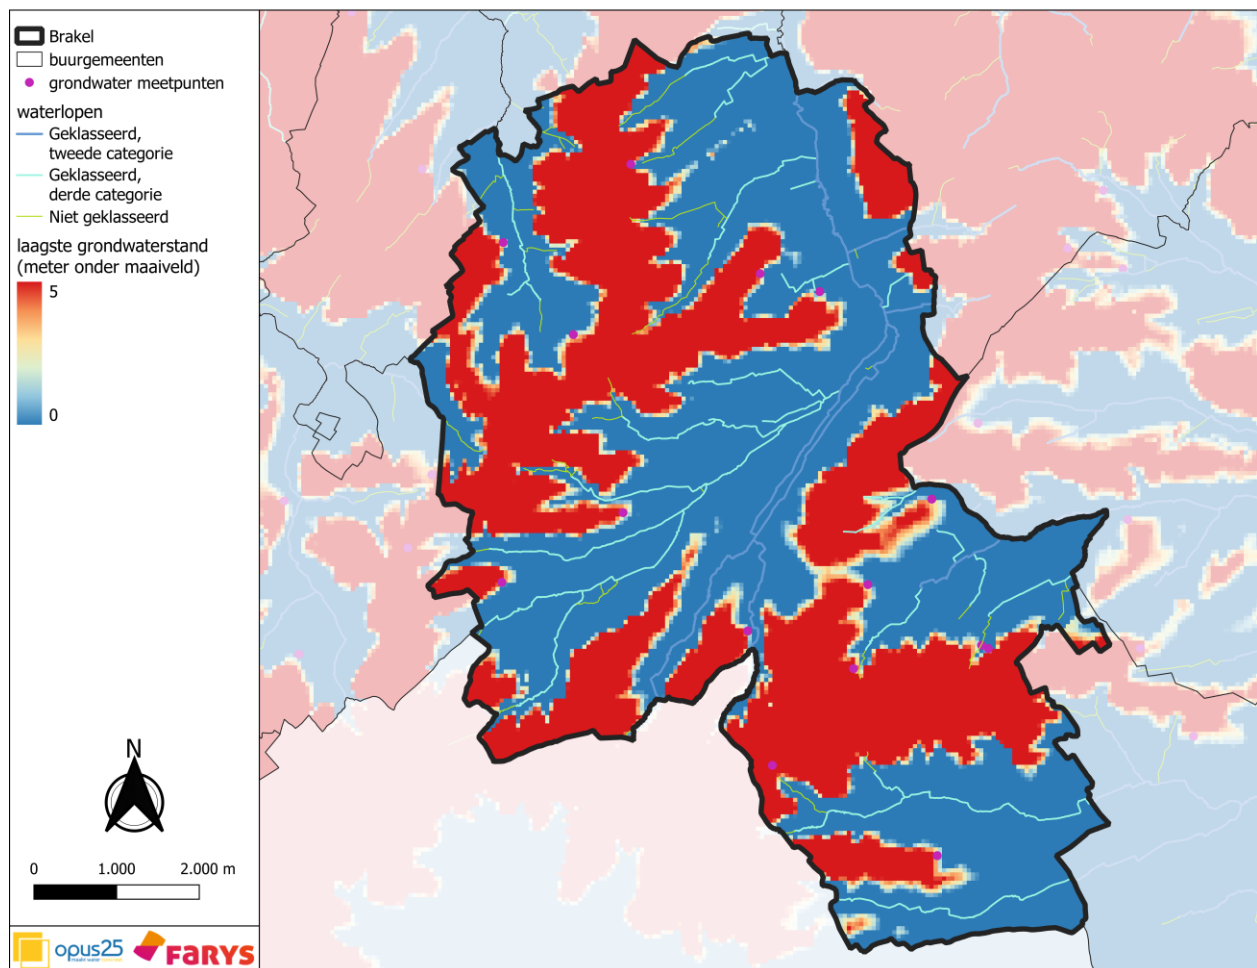 Brakel
buurgemeenten
grondwater meetpunten
waterlopen
Geklasseerd,
tweede categorie
Geklasseerd,
derde categorie
Niet geklasseerd
laagste grondwaterstand
(meter onder maaiveld)
5
0
N
0 1.000 2.000 m
opus25
FARYS